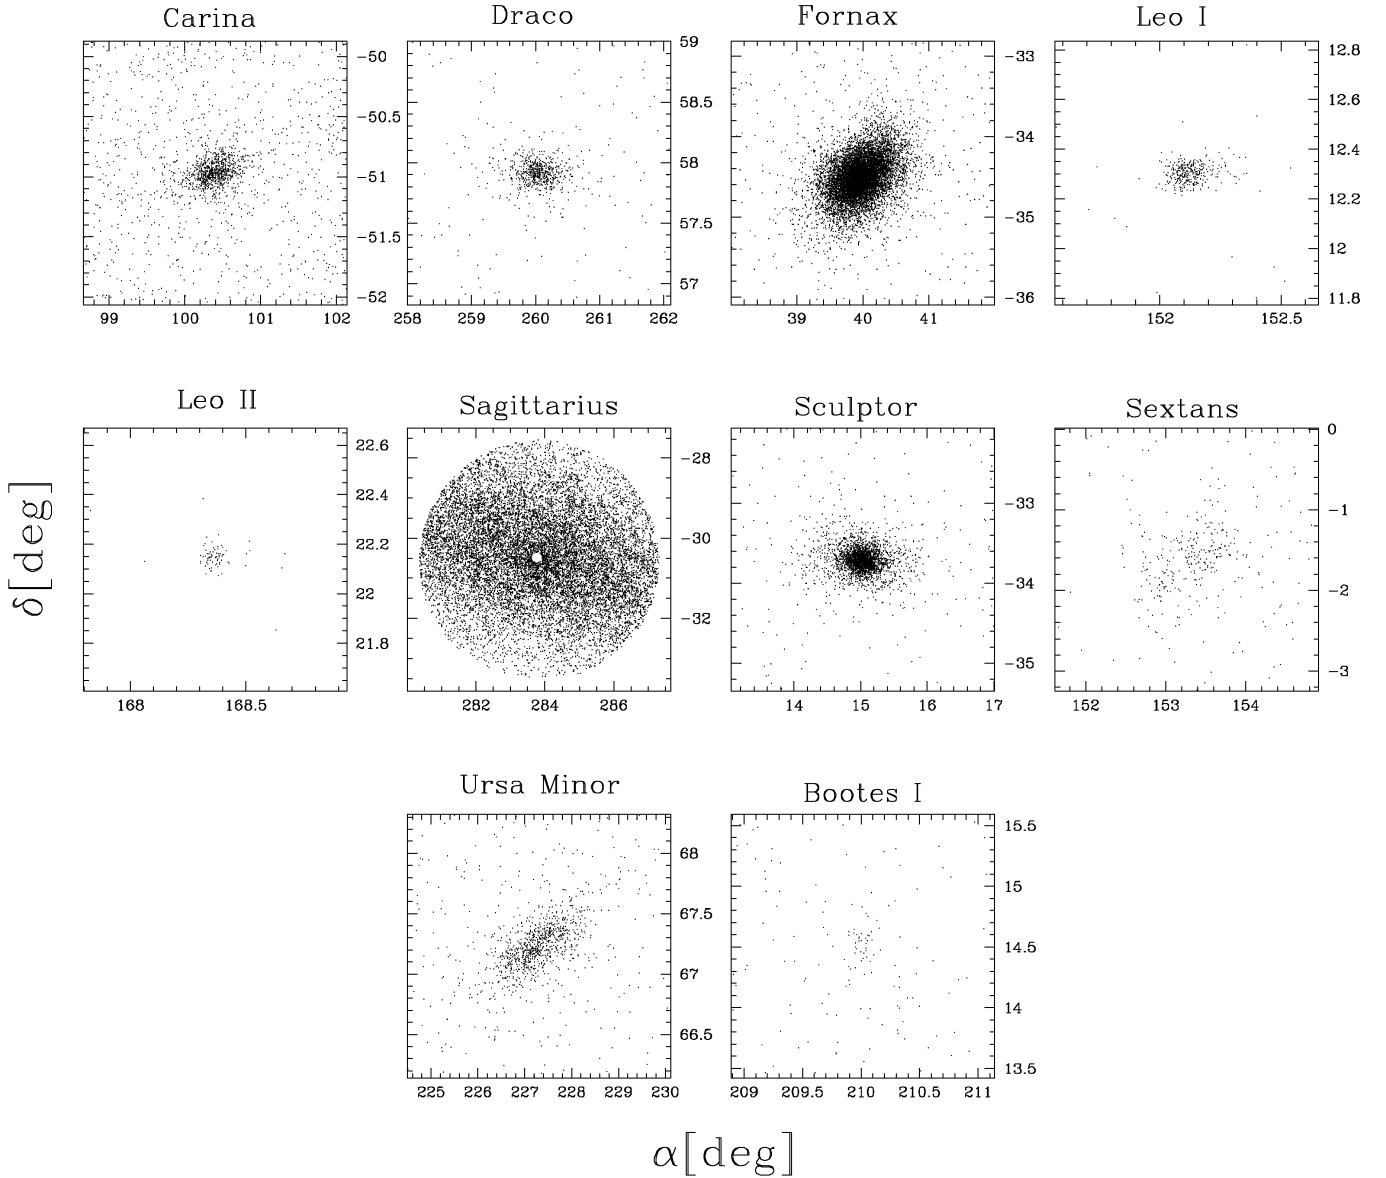 Carina Draco Fornax Leo I
-50 -50.5 -51 -51.5 -52
59 58.5 58 57.5 57
-33 -34 -35 -36
12.8 12.6 12.4 12.2 12 11.8
99 100 101 102 258 259 260 261 262 39 40 41 152 152.5
Leo II Sagittarius Sculptor Sextans
22.6 22.4 22.2 22 21.8
-28 -30 -32
-33 -34 -35
0 -1 -2 -3
168 168.5 282 284 286 14 15 16 17 152 153 154
δ[deg]
Ursa Minor Bootes I
68 67.5 67 66.5
15.5 15 14.5 14 13.5
225 226 227 228 229 230 209 209.5 210 210.5 211
α[deg]